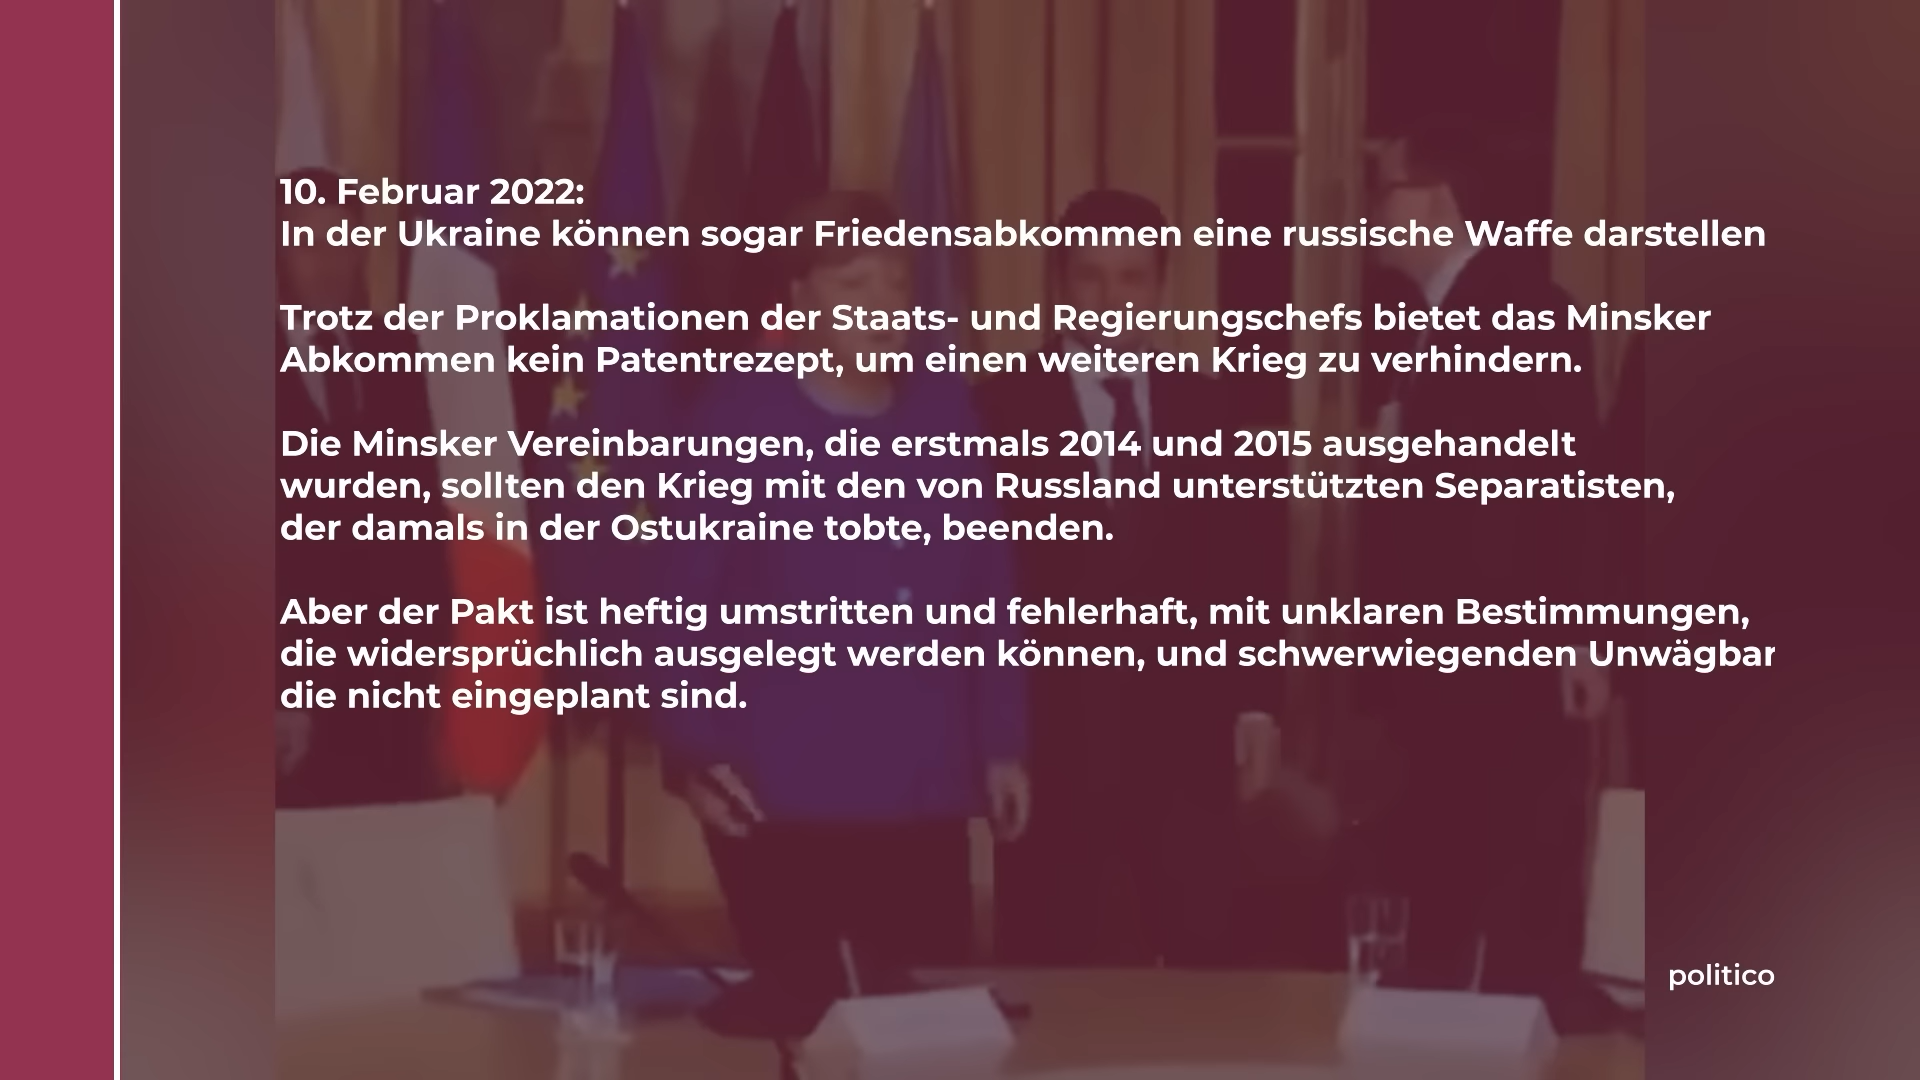 10. Februar 2022:
In der Ukraine können sogar Friedensabkommen eine russische Waffe darstellen
Trotz der Proklamationen der Staats- und Regierungschefs bietet das Minsker
Abkommen kein Patentrezept, um einen weiteren Krieg zu verhindern.
Die Minsker Vereinbarungen, die erstmals 2014 und 2015 ausgehandelt
wurden, sollten den Krieg mit den von Russland unterstützten Separatisten,
der damals in der Ostukraine tobte, beenden.
Aber der Pakt ist heftig umstritten und fehlerhaft, mit unklaren Bestimmungen,
die widersprüchlich ausgelegt werden können, und schwerwiegenden Unwägbar
die nicht eingeplant sind.
politico